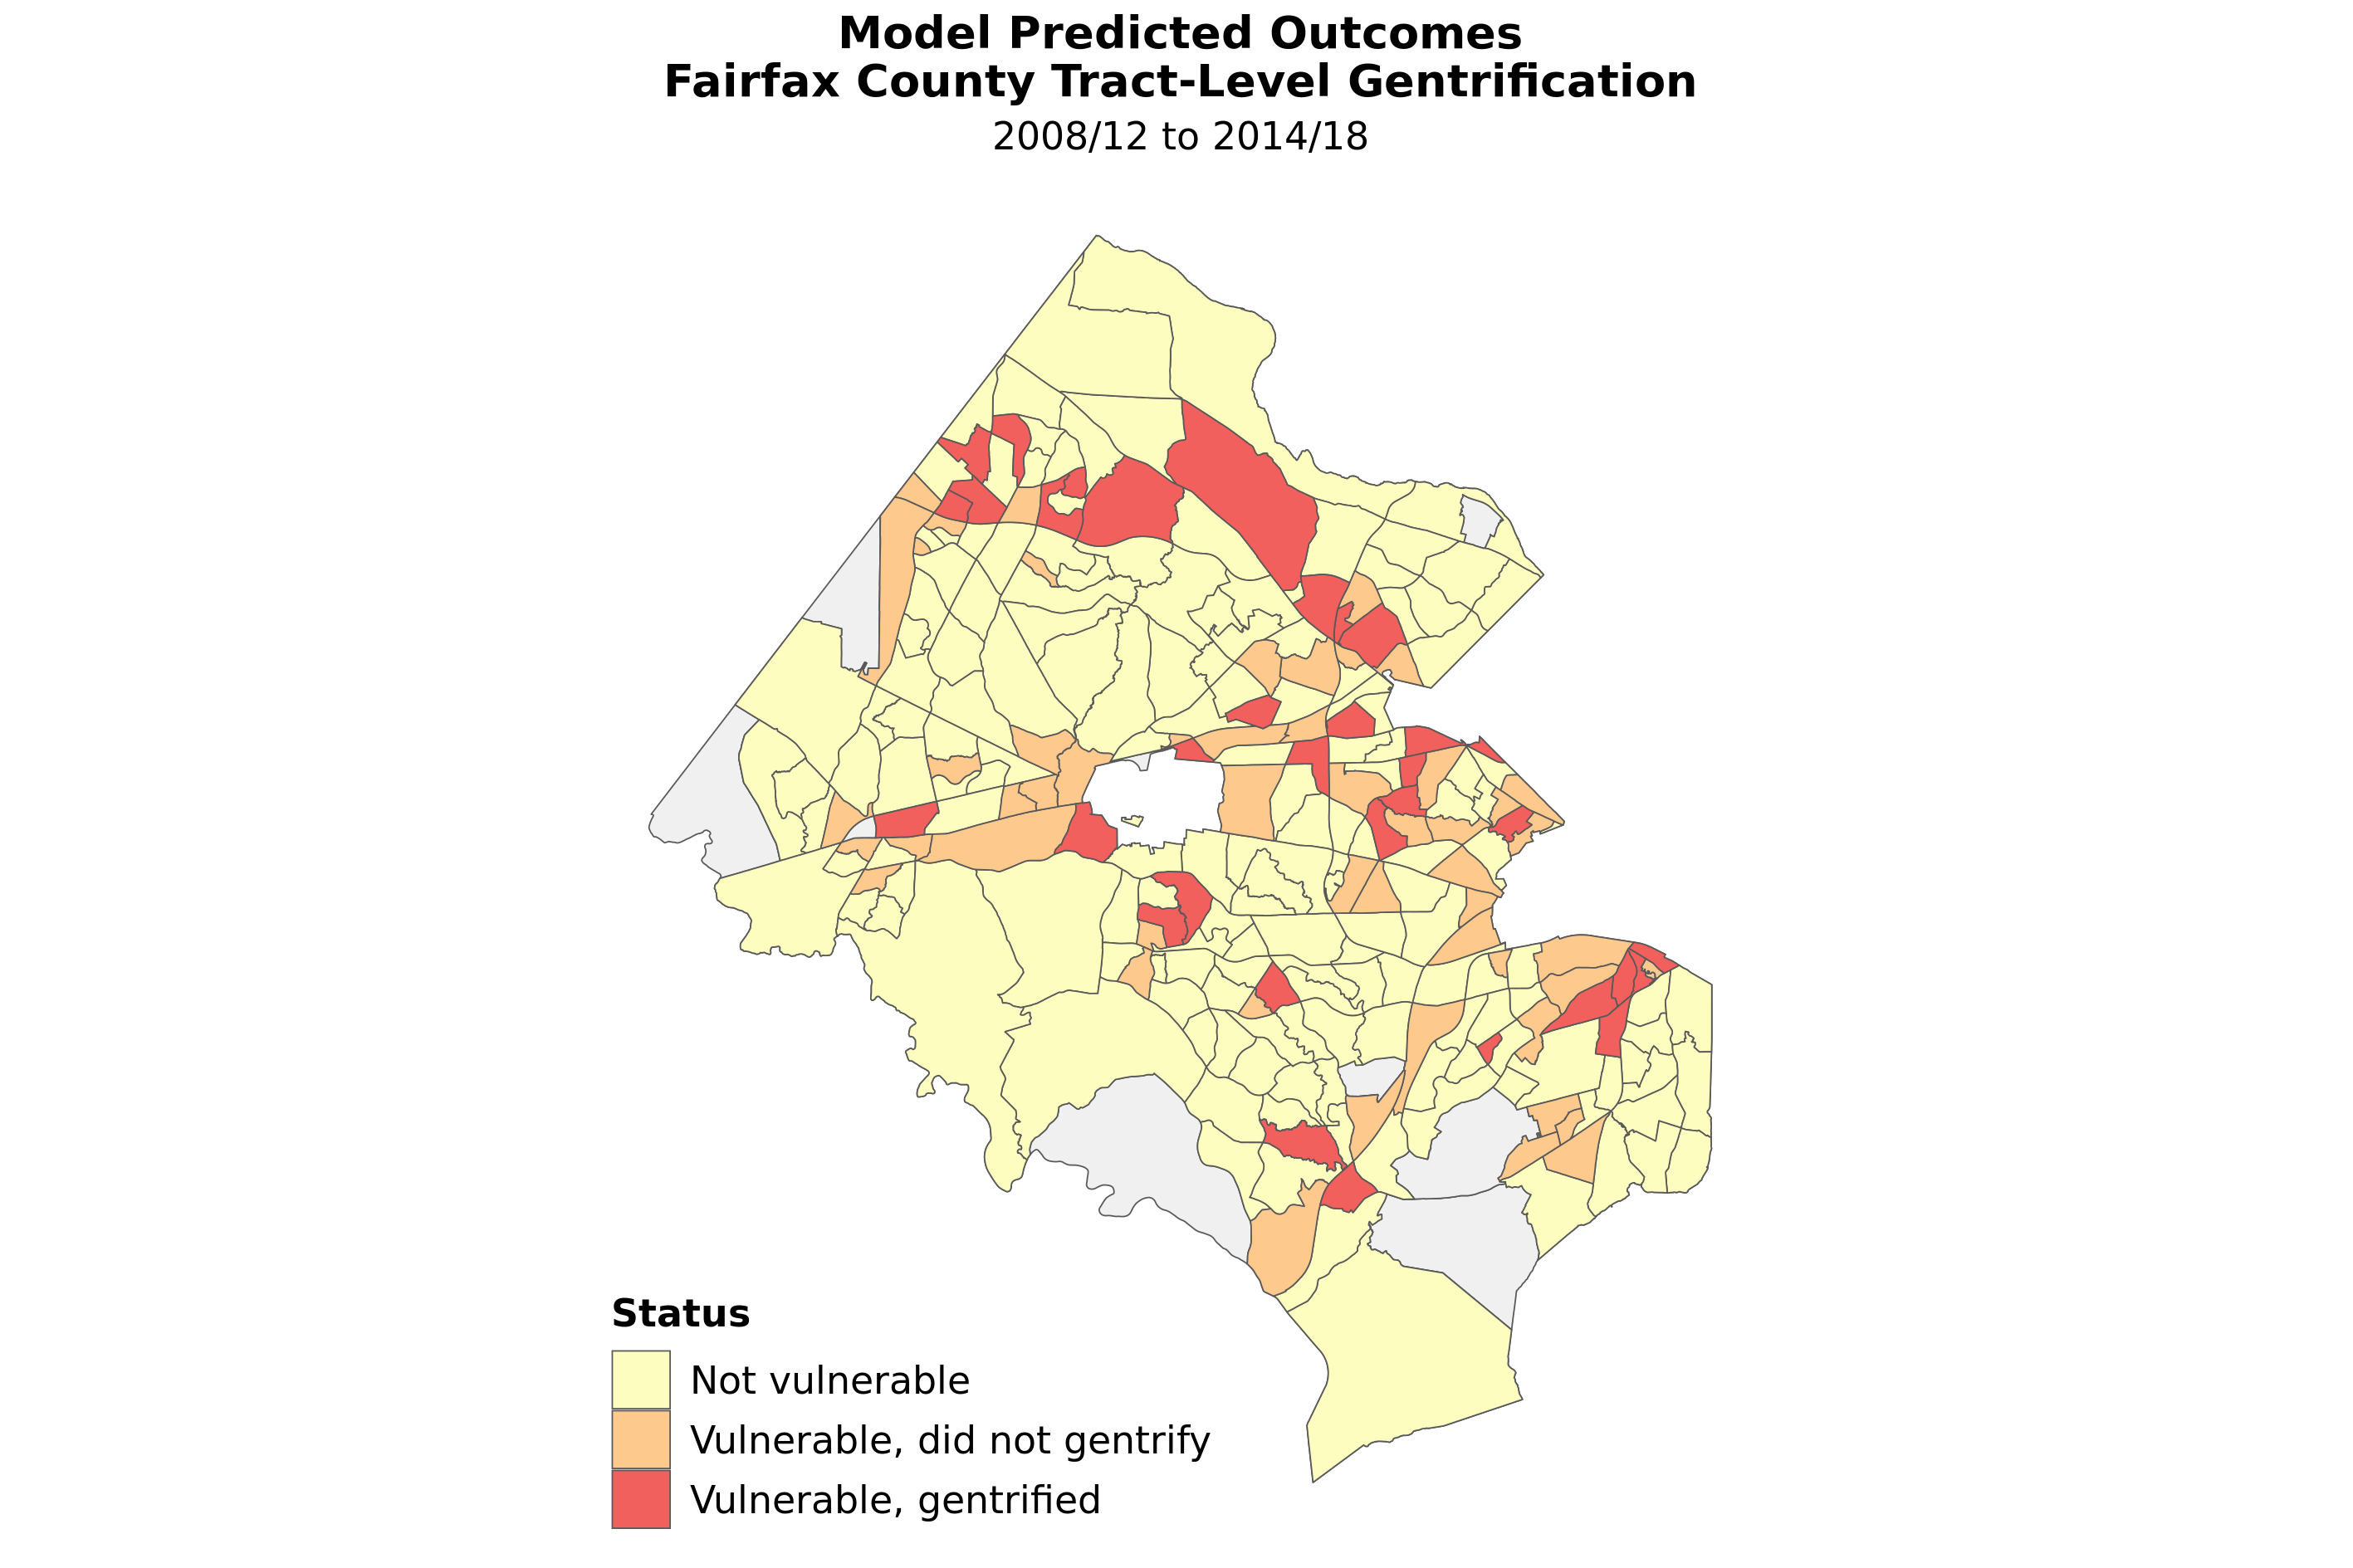 Model Predicted Outcomes
Fairfax County Tract-Level Gentrification
2008/12 to 2014/18
Status
Not vulnerable
Vulnerable, did not gentrify
Vulnerable, gentrified